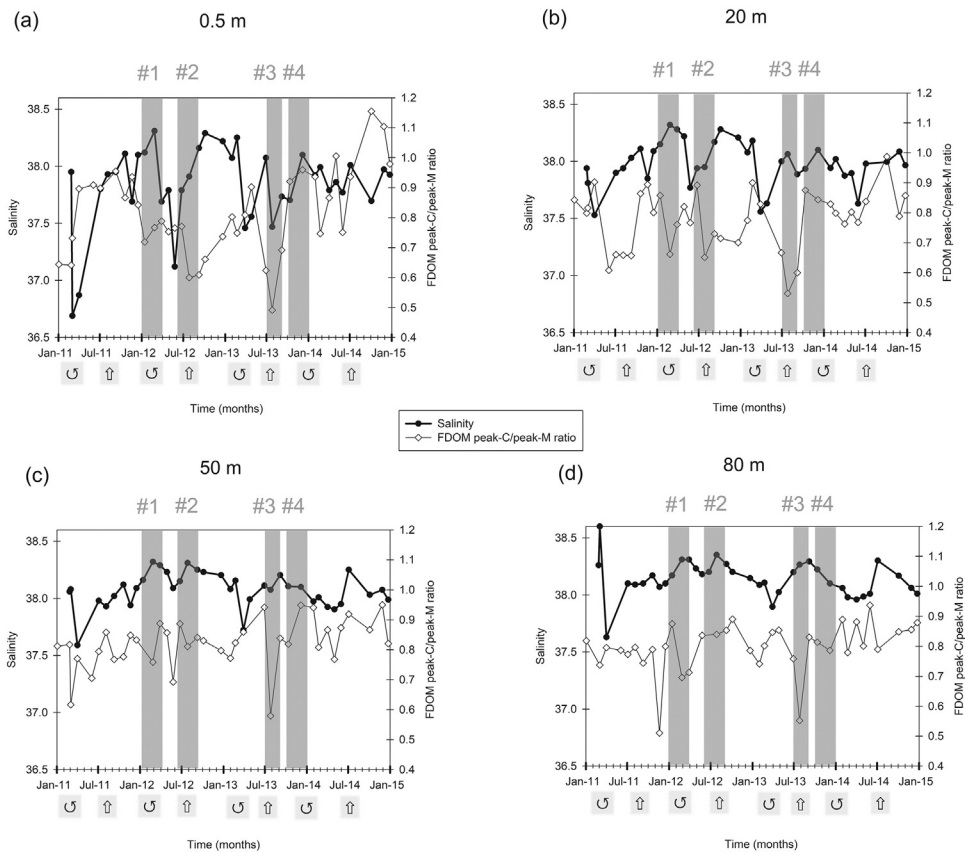 (a)
0.5 m
#1 #2 #3 #4
38.5
38.0
37.5
37.0
36.5
Salinity
1.2
1.1
1.0
0.9
0.8
0.7
0.6
0.5
0.4
FDOM peak-C/peak-M ratio
Jan-11 Jul-11 Jan-12 Jul-12 Jan-13 Jul-13 Jan-14 Jul-14 Jan-15
Time (months)
(b)
20 m
#1 #2 #3 #4
38.5
38.0
37.5
37.0
36.5
Salinity
1.2
1.1
1.0
0.9
0.8
0.7
0.6
0.5
0.4
FDOM peak-C/peak-M ratio
Jan-11 Jul-11 Jan-12 Jul-12 Jan-13 Jul-13 Jan-14 Jul-14 Jan-15
Time (months)
Salinity
FDOM peak-C/peak-M ratio
(c)
50 m
#1 #2 #3 #4
38.5
38.0
37.5
37.0
36.5
Salinity
1.2
1.1
1.0
0.9
0.8
0.7
0.6
0.5
0.4
FDOM peak-C/peak-M ratio
Jan-11 Jul-11 Jan-12 Jul-12 Jan-13 Jul-13 Jan-14 Jul-14 Jan-15
Time (months)
(d)
80 m
#1 #2 #3 #4
38.5
38.0
37.5
37.0
36.5
Salinity
1.2
1.1
1.0
0.9
0.8
0.7
0.6
0.5
0.4
FDOM peak-C/peak-M ratio
Jan-11 Jul-11 Jan-12 Jul-12 Jan-13 Jul-13 Jan-14 Jul-14 Jan-15
Time (months)